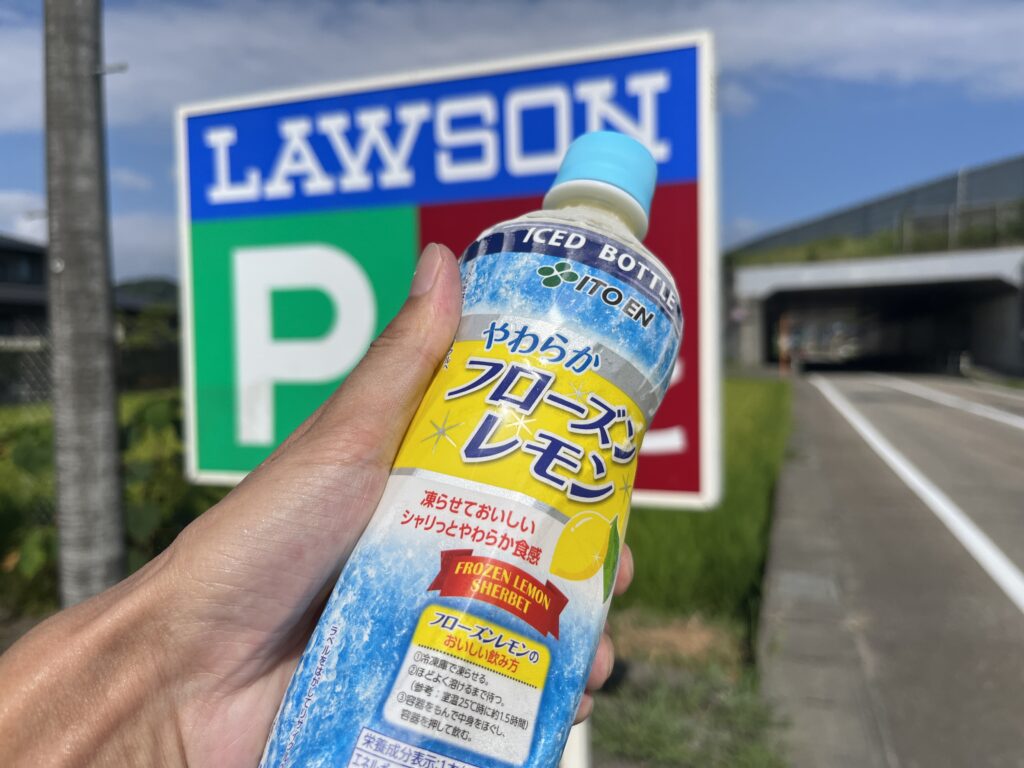 LAWSON
P
ICED BOTTLE
ITO EN
やわらか
フローズン
レモン
凍らせておいしい
シャリっとやわらか食感
FROZEN LEMON
SHERBET
フローズンレモンの
おいしい飲み方
①冷凍庫で凍らせる。
②ほどよく溶けるまで待つ。
(参考:室温25℃時に約1.5時間)
③容器をもんで中身をほぐし、
容器を押して飲む。
栄養成分表示:1本